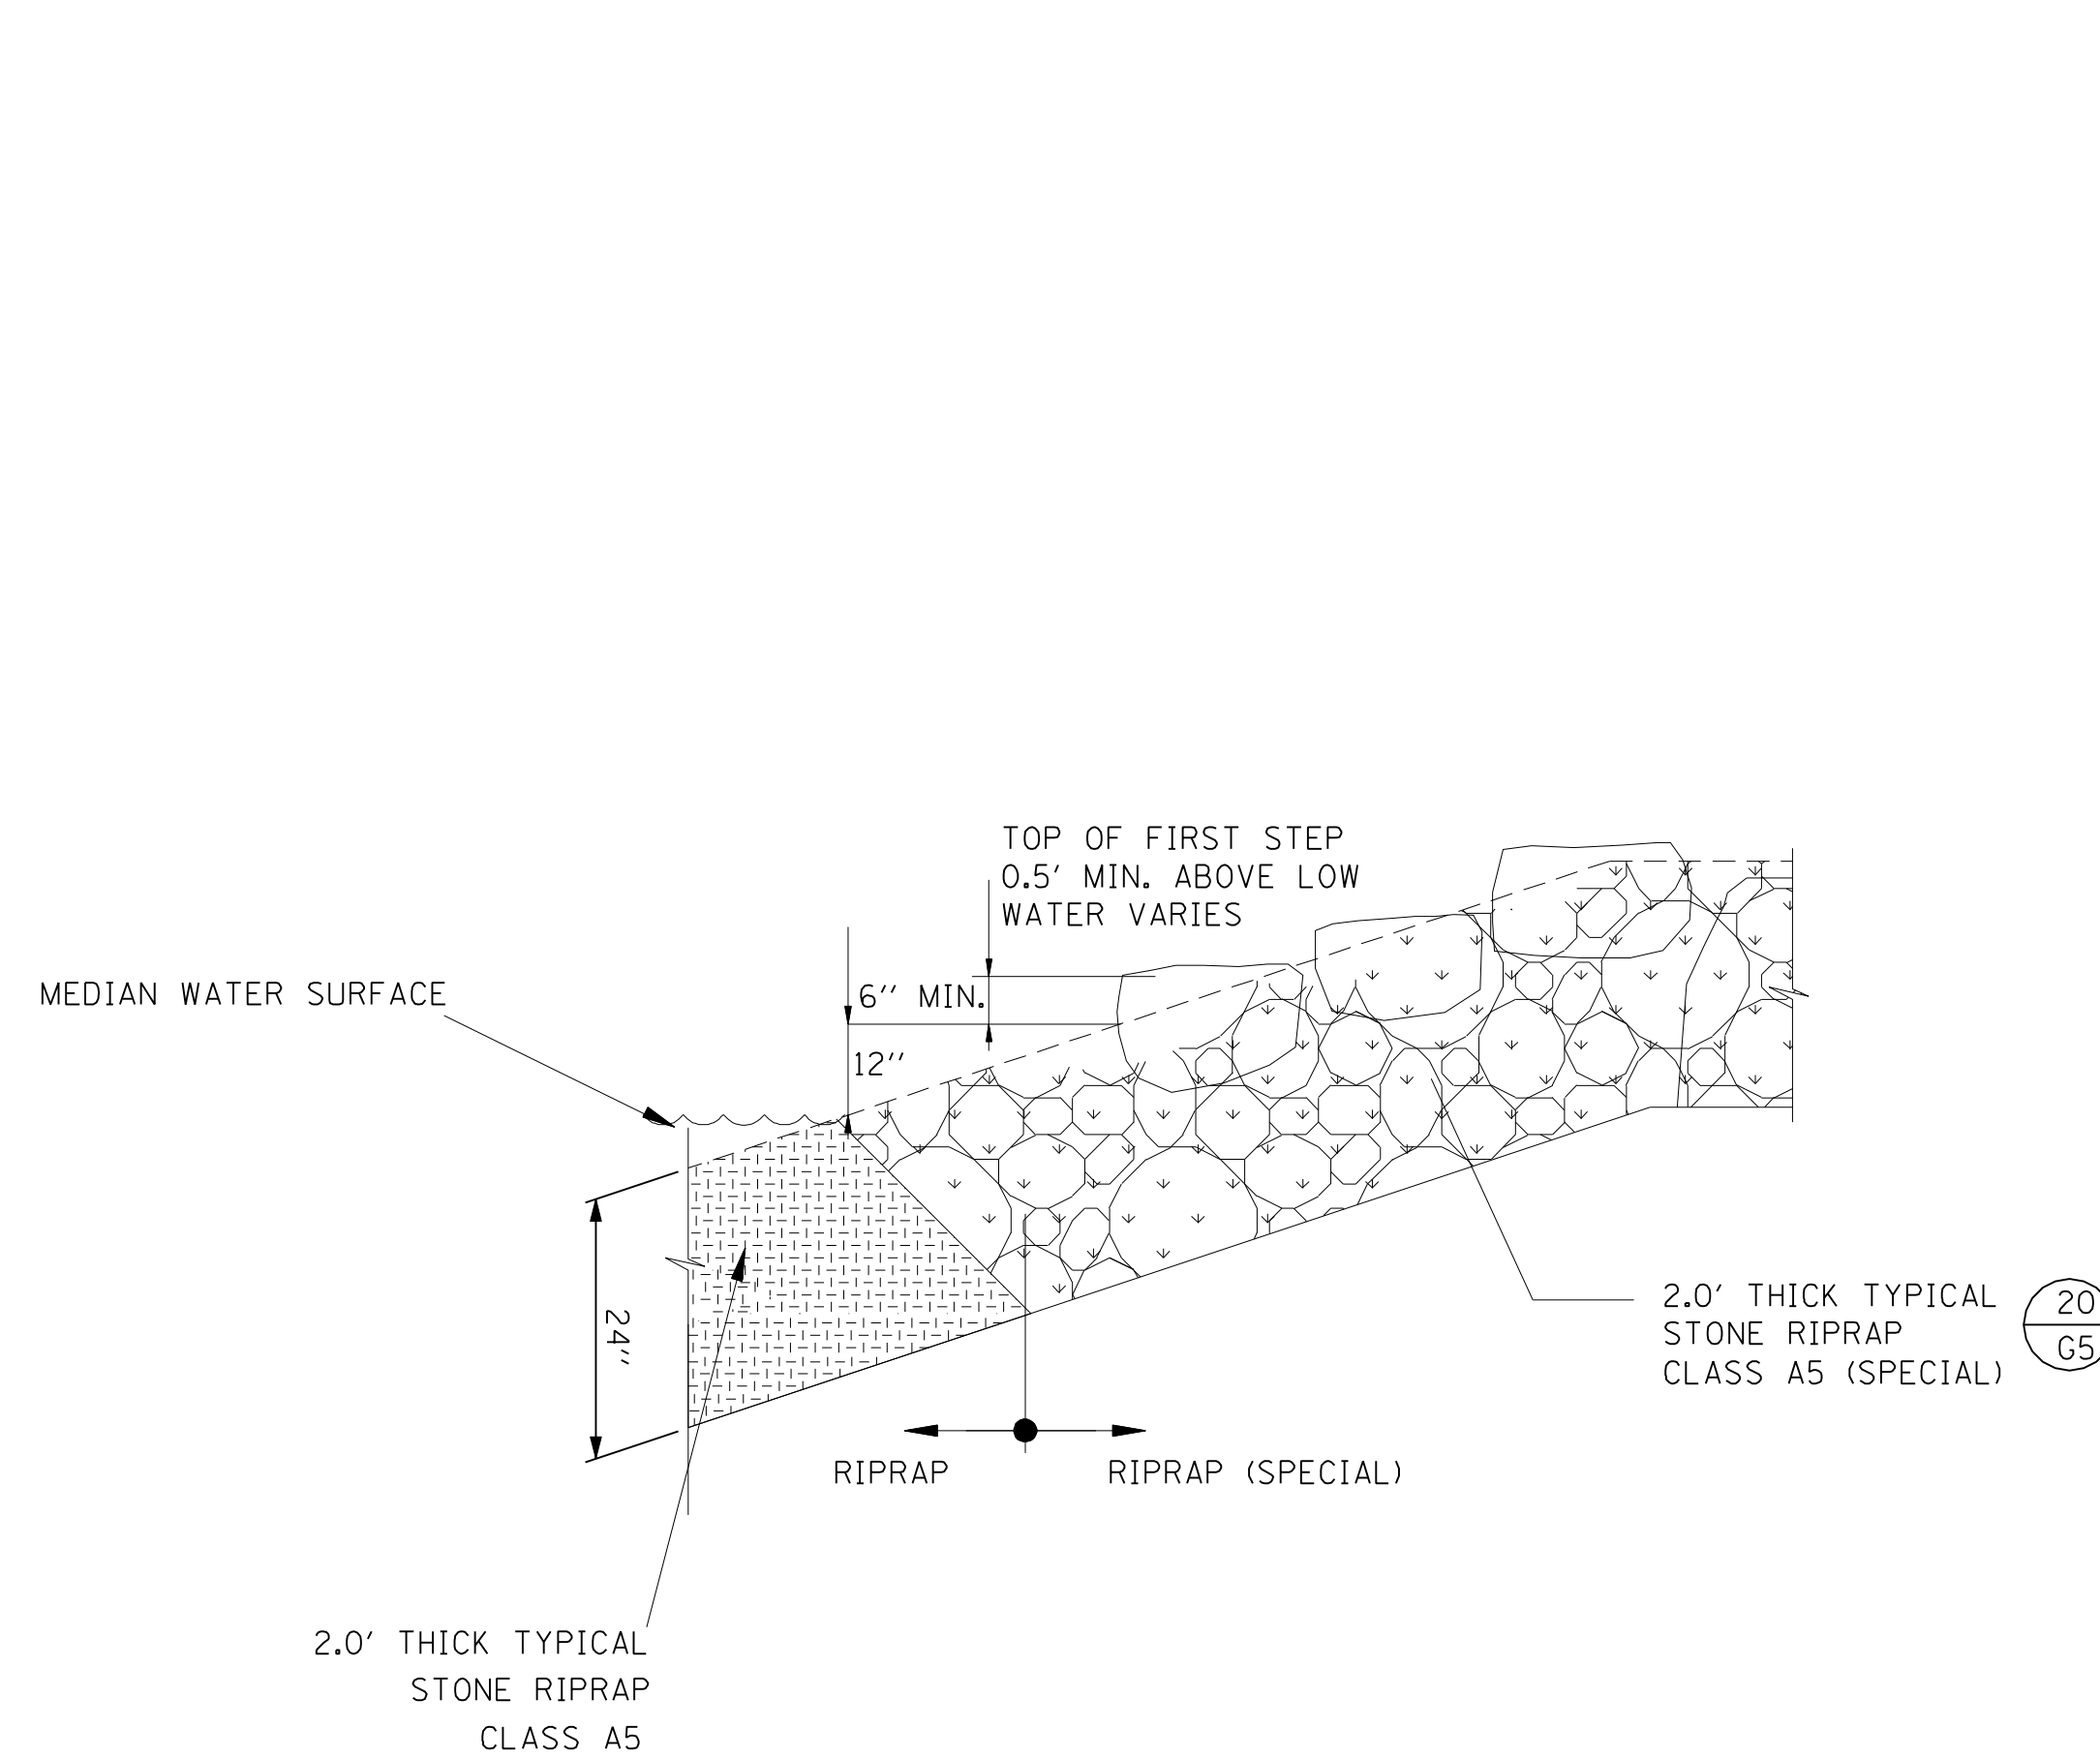 TOP OF FIRST STEP
0.5' MIN. ABOVE LOW
WATER VARIES
MEDIAN WATER SURFACE
6" MIN.
12"
24"
2.0' THICK TYPICAL
STONE RIPRAP
CLASS A5 (SPECIAL)
20
G5
RIPRAP
RIPRAP (SPECIAL)
2.0' THICK TYPICAL
STONE RIPRAP
CLASS A5